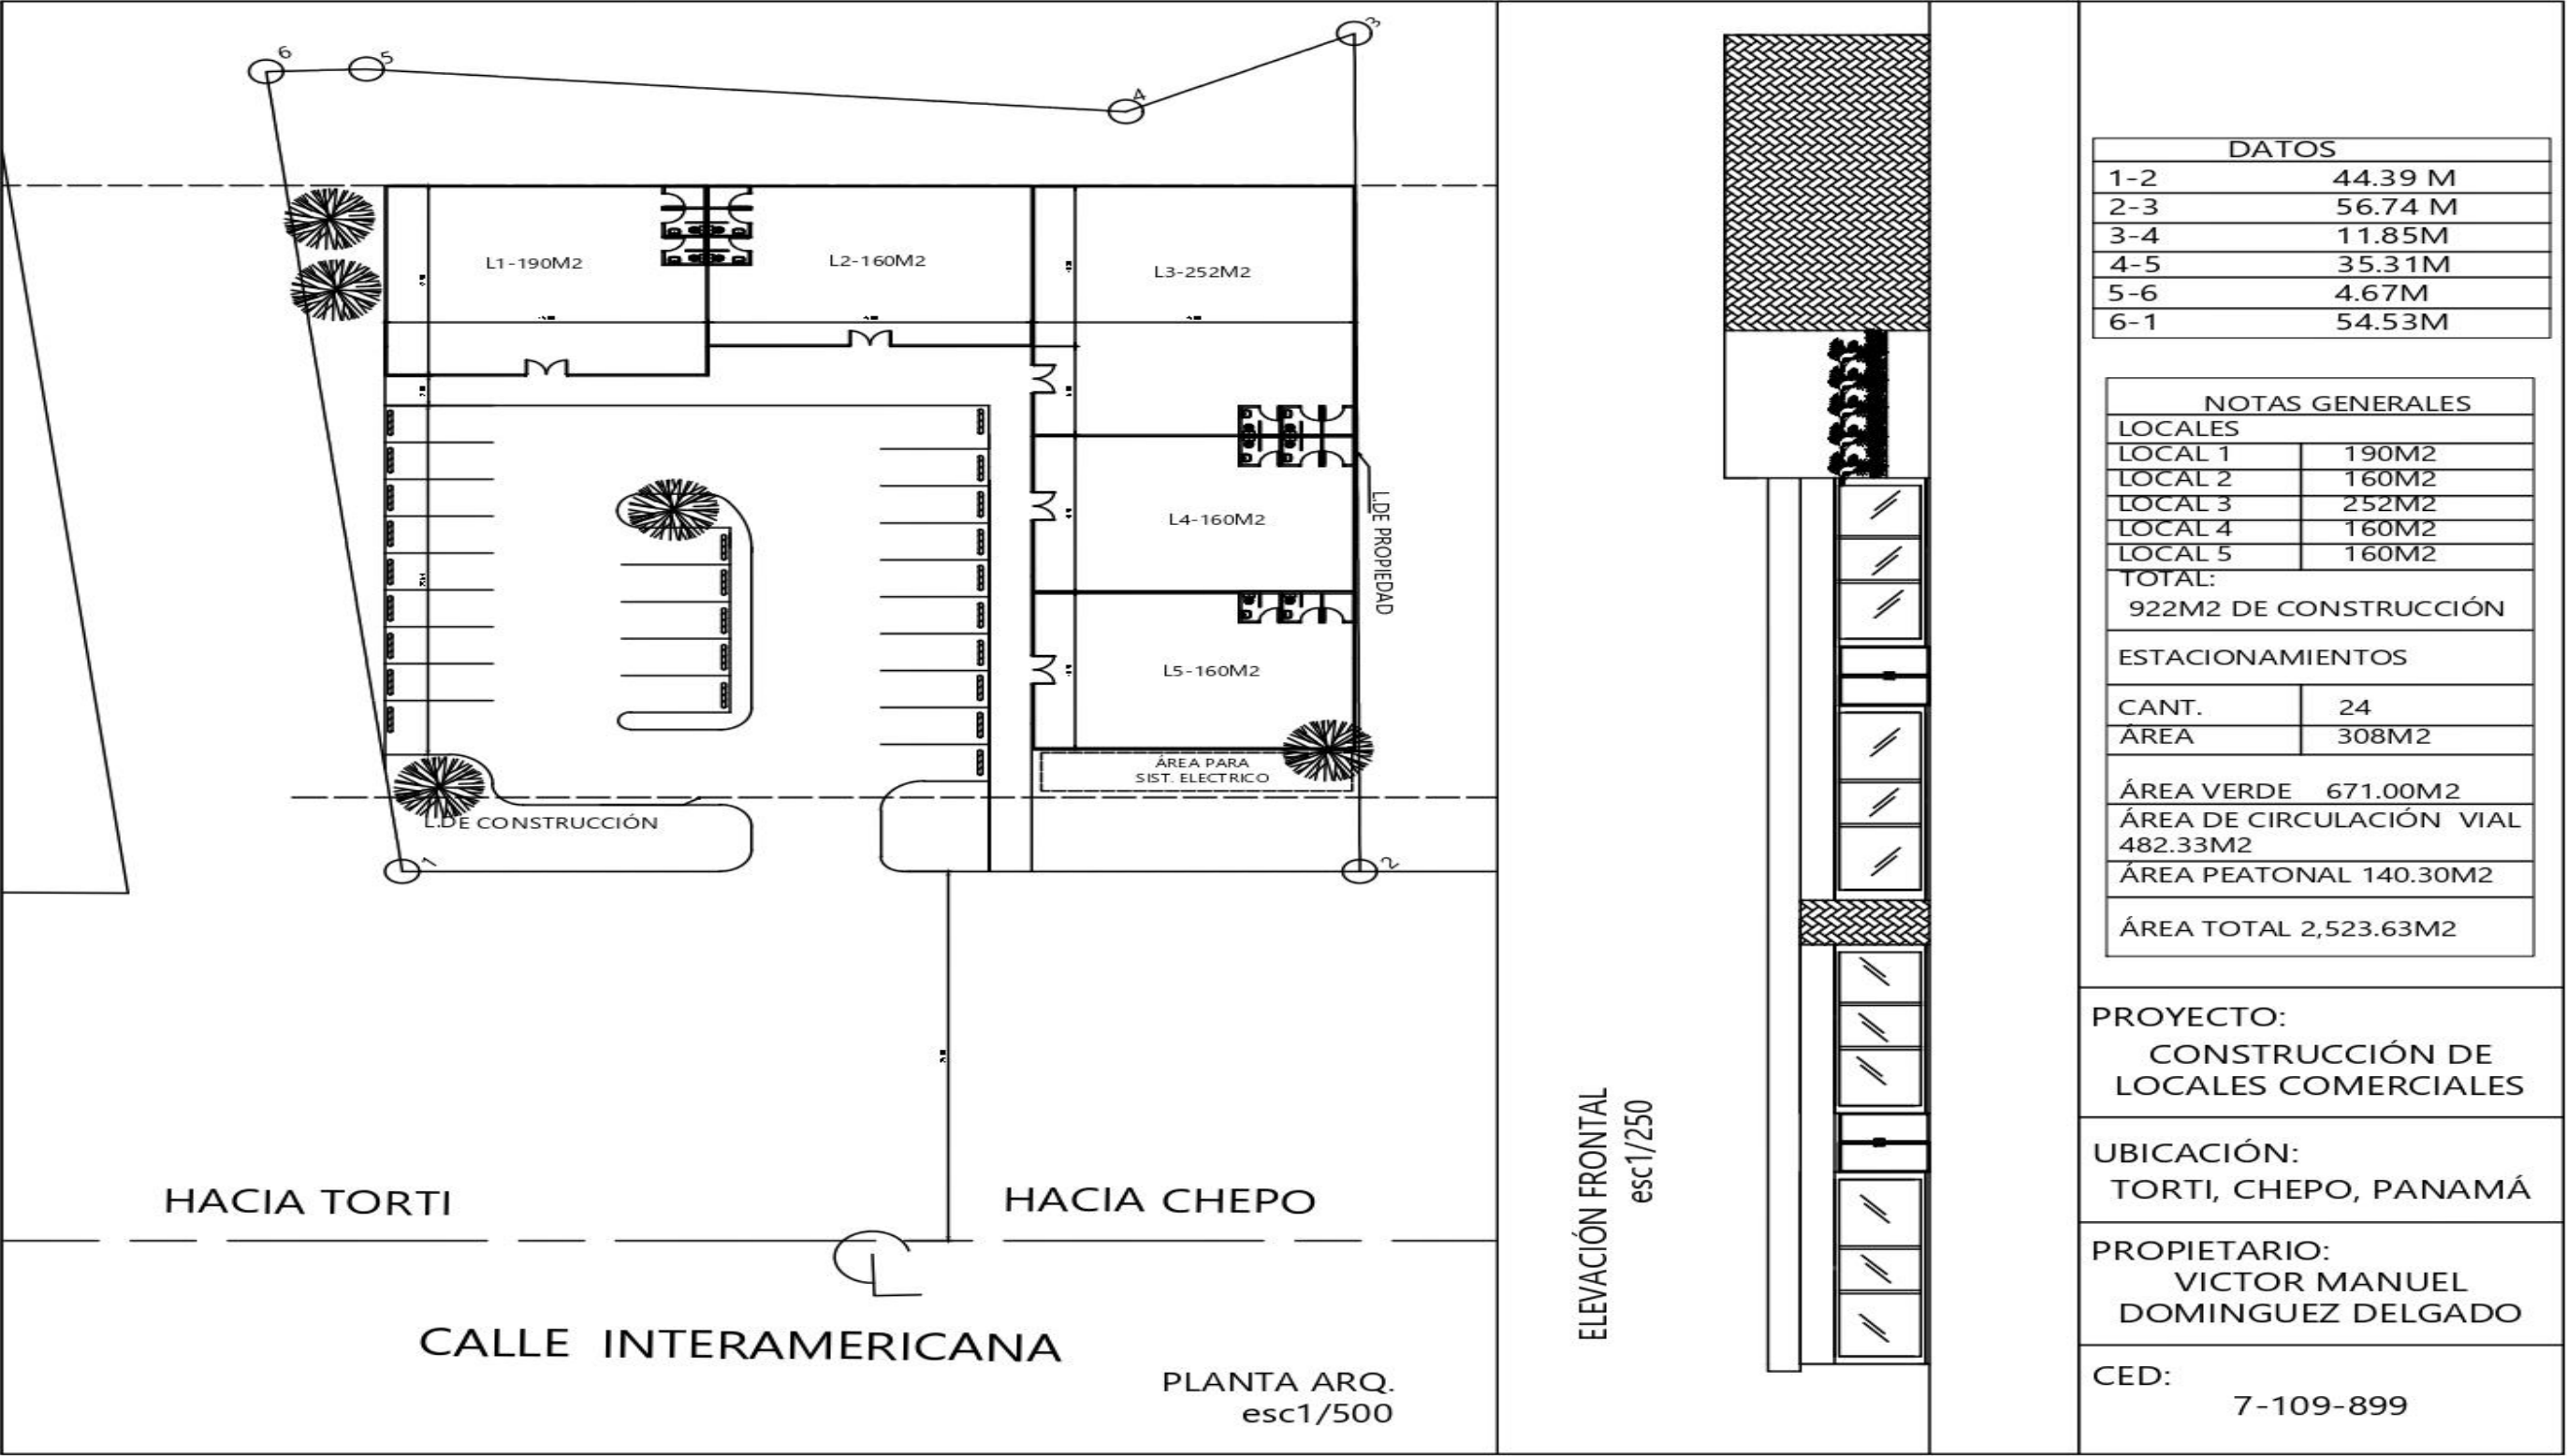 6
5
4
3
L1-190M2
L2-160M2
L3-252M2
L4-160M2
L5-160M2
L.DE PROPIEDAD
ÁREA PARA
SIST. ELECTRICO
L.DE CONSTRUCCIÓN
1
2
HACIA TORTI
HACIA CHEPO
CALLE INTERAMERICANA
PLANTA ARQ.
esc1/500
ELEVACIÓN FRONTAL
esc1/250
DATOS
1-2 44.39 M
2-3 56.74 M
3-4 11.85M
4-5 35.31M
5-6 4.67M
6-1 54.53M
NOTAS GENERALES
LOCALES
LOCAL 1 190M2
LOCAL 2 160M2
LOCAL 3 252M2
LOCAL 4 160M2
LOCAL 5 160M2
TOTAL:
922M2 DE CONSTRUCCIÓN
ESTACIONAMIENTOS
CANT. 24
ÁREA 308M2
ÁREA VERDE 671.00M2
ÁREA DE CIRCULACIÓN VIAL
482.33M2
ÁREA PEATONAL 140.30M2
ÁREA TOTAL 2,523.63M2
PROYECTO:
CONSTRUCCIÓN DE
LOCALES COMERCIALES
UBICACIÓN:
TORTI, CHEPO, PANAMÁ
PROPIETARIO:
VICTOR MANUEL
DOMINGUEZ DELGADO
CED:
7-109-899